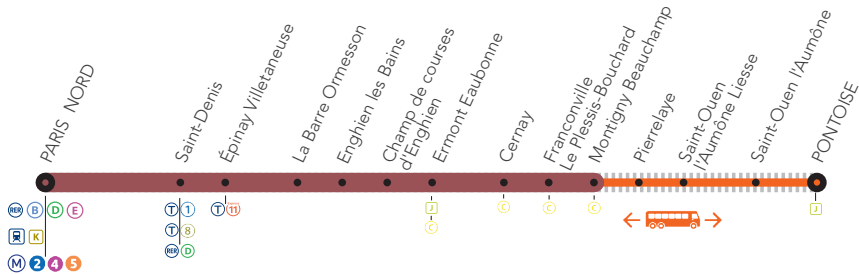 PARIS NORD
Saint-Denis
Épinay Villetaneuse
La Barre Ormesson
Enghien les Bains
Champ de courses
d'Enghien
Ermont Eaubonne
Cernay
Franconville
Le Plessis-Bouchard
Montigny Beauchamp
Pierrelaye
Saint-Ouen
l'Aumône Liesse
Saint-Ouen l'Aumône
PONTOISE
RER B D E
K
M 2 4 5
T 1
T 8
RER D
T 11
J
C
C
C
C
J